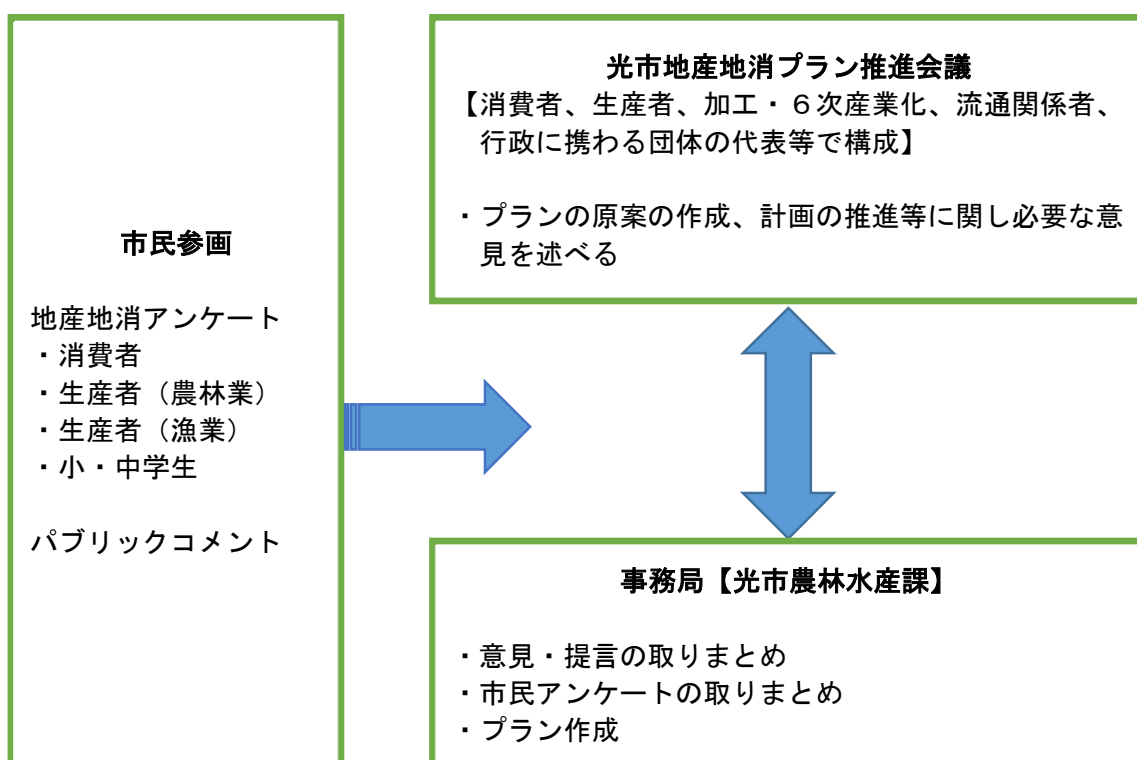 市民参画
地産地消アンケート
・消費者
・生産者（農林業）
・生産者（漁業）
・小・中学生
パブリックコメント
光市地産地消プラン推進会議
【消費者、生産者、加工・６次産業化、流通関係者、
行政に携わる団体の代表等で構成】
・プランの原案の作成、計画の推進等に関し必要な意
見を述べる
事務局【光市農林水産課】
・意見・提言の取りまとめ
・市民アンケートの取りまとめ
・プラン作成